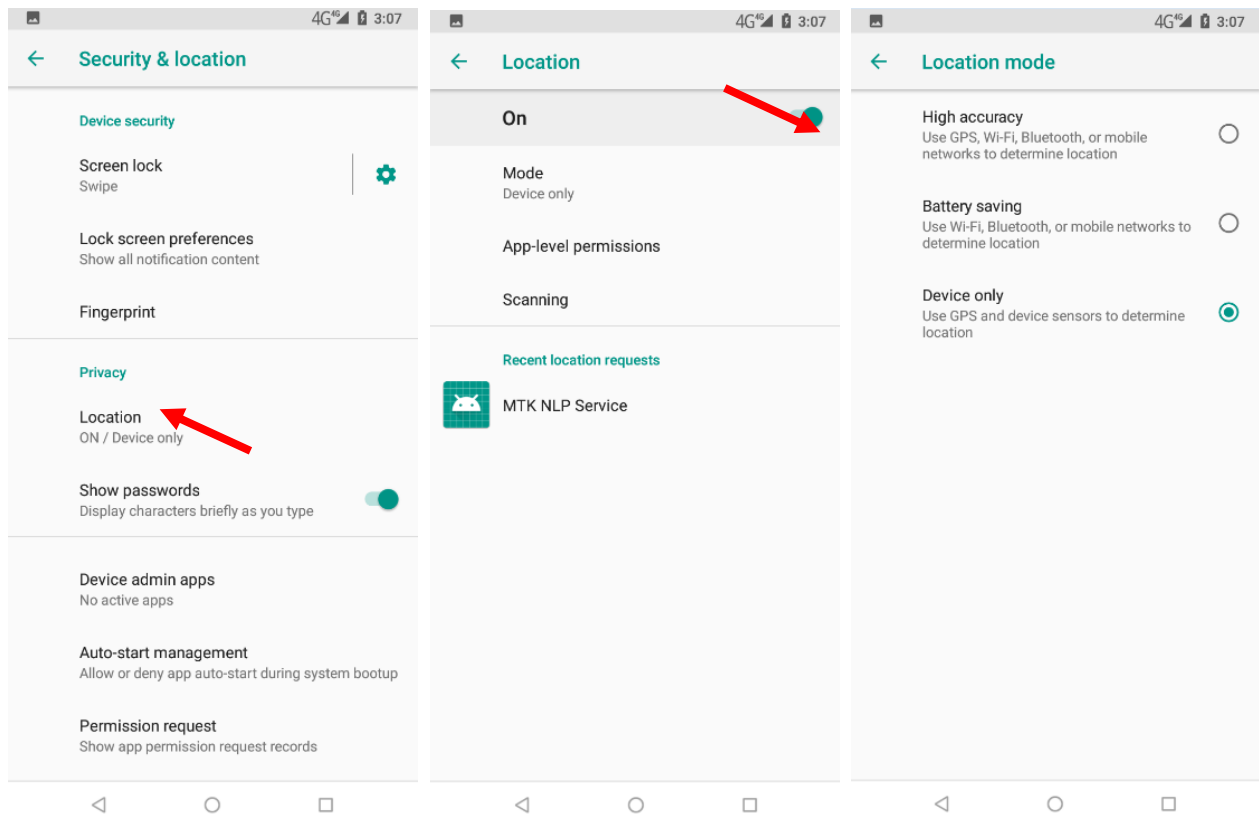 4G 4G 3:07
Security & location
Device security
Screen lock
Swipe
Lock screen preferences
Show all notification content
Fingerprint
Privacy
Location
ON / Device only
Show passwords
Display characters briefly as you type
Device admin apps
No active apps
Auto-start management
Allow or deny app auto-start during system bootup
Permission request
Show app permission request records
4G 4G 3:07
Location
On
Mode
Device only
App-level permissions
Scanning
Recent location requests
MTK NLP Service
4G 4G 3:07
Location mode
High accuracy
Use GPS, Wi-Fi, Bluetooth, or mobile
networks to determine location
Battery saving
Use Wi-Fi, Bluetooth, or mobile networks to
determine location
Device only
Use GPS and device sensors to determine
location